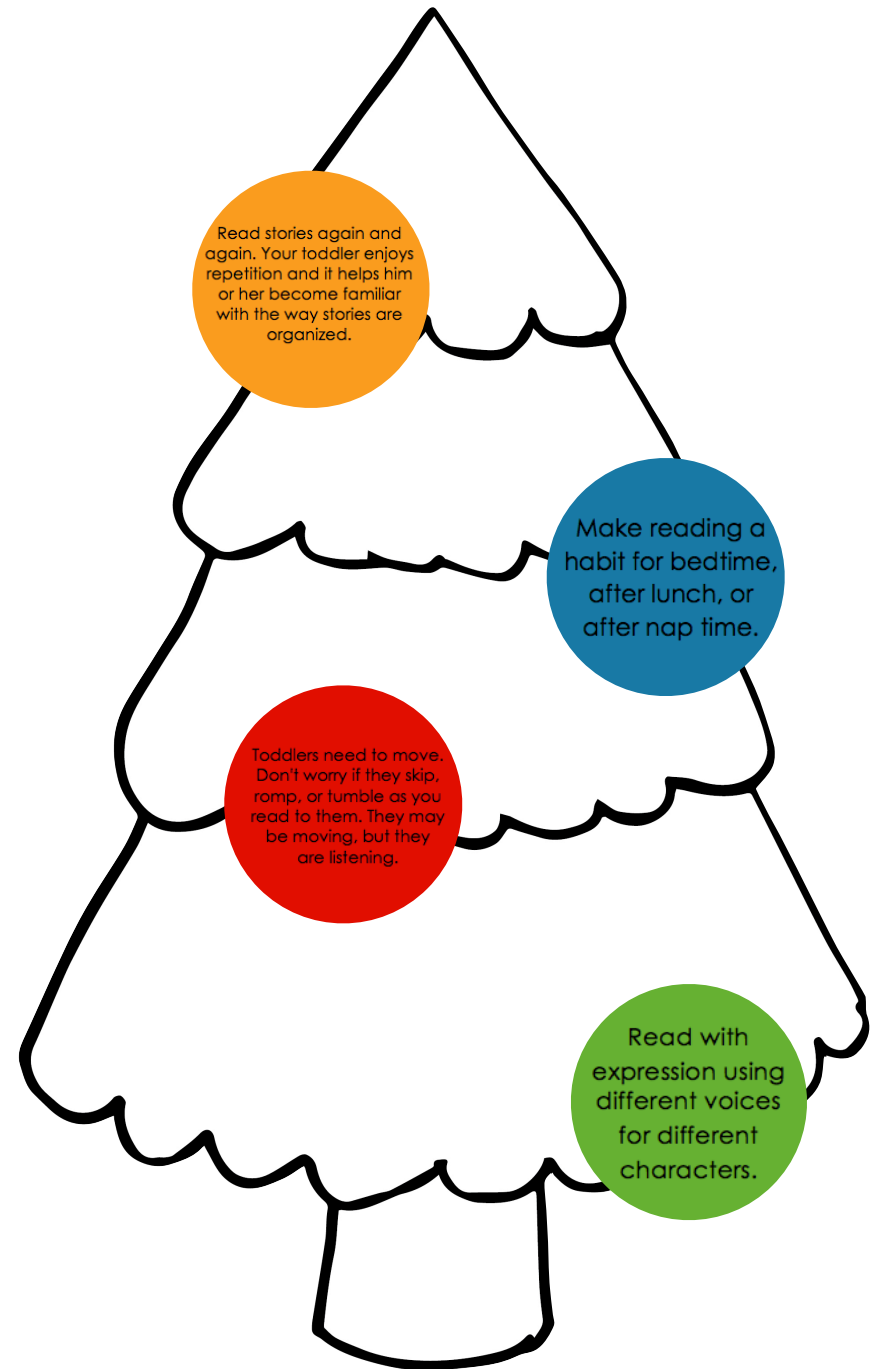 Read stories again and
again. Your toddler enjoys
repetition and it helps him
or her become familiar
with the way stories are
organized.
Make reading a
habit for bedtime,
after lunch, or
after nap time.
Toddlers need to move.
Don't worry if they skip,
romp, or tumble as you
read to them. They may
be moving, but they
are listening.
Read with
expression using
different voices
for different
characters.